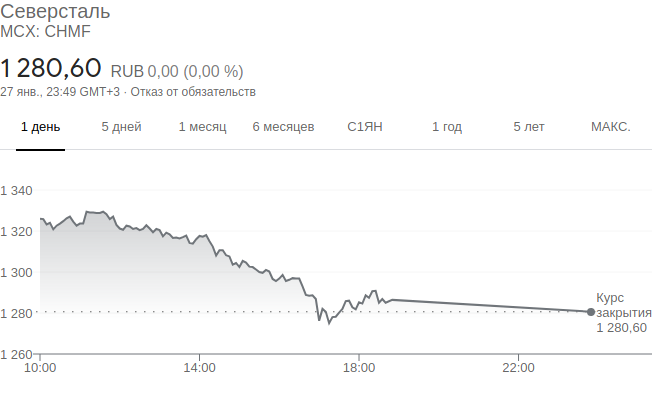 Северсталь
MCX: CHMF
1 280,60 RUB 0,00 (0,00 %)
27 янв., 23:49 GMT+3 · Отказ от обязательств
1 день 5 дней 1 месяц 6 месяцев С1ЯН 1 год 5 лет МАКС.
1 340
1 320
1 300
1 280
1 260
Курс
закрытия
1 280,60
10:00 14:00 18:00 22:00